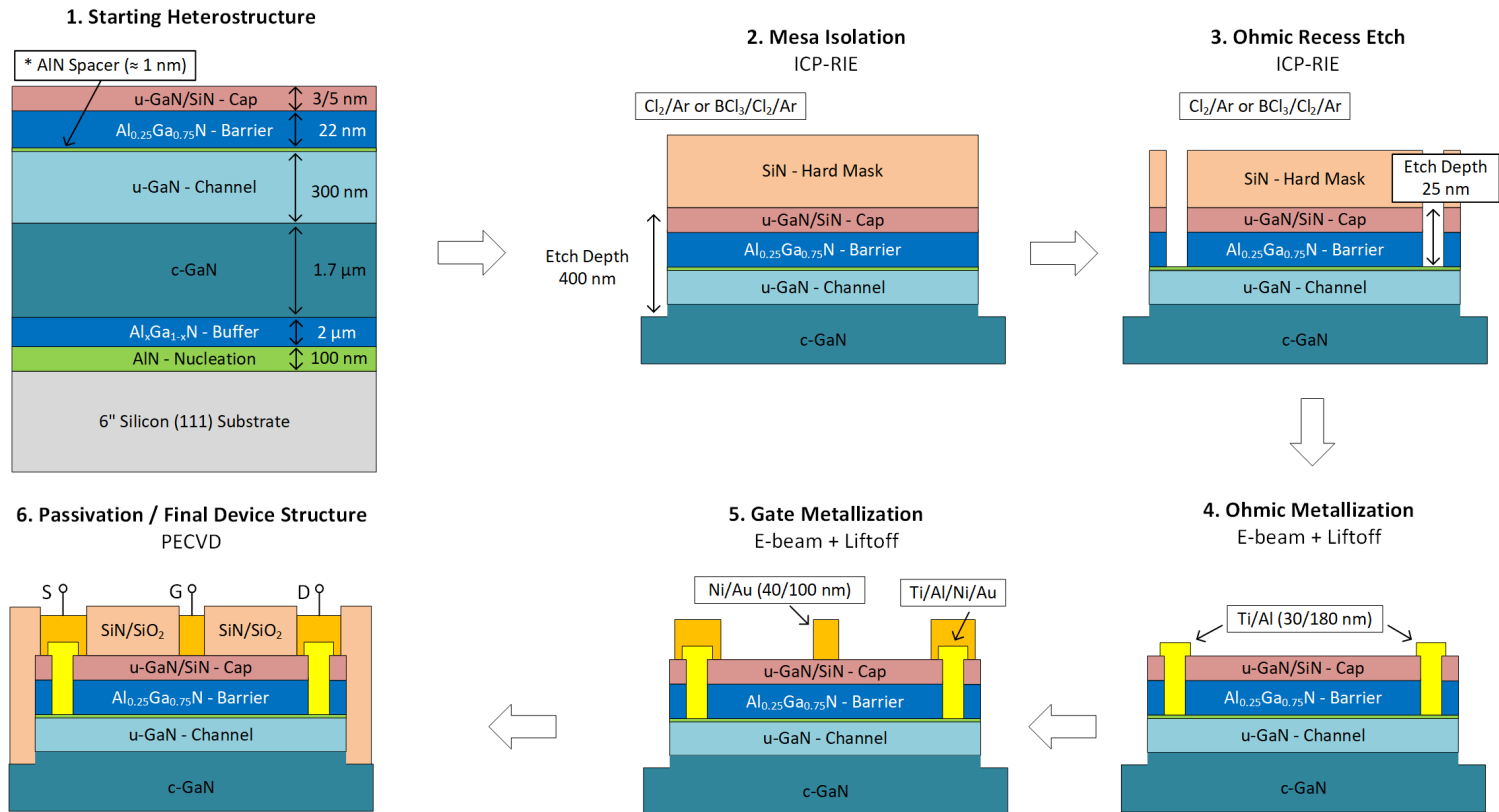 1. Starting Heterostructure
* AlN Spacer (≈ 1 nm)
u-GaN/SiN - Cap
3/5 nm
Al0.25Ga0.75N - Barrier
22 nm
u-GaN - Channel
300 nm
c-GaN
1.7 µm
AlxGa1-xN - Buffer
2 µm
AlN - Nucleation
100 nm
6" Silicon (111) Substrate
2. Mesa Isolation
ICP-RIE
Cl2/Ar or BCl3/Cl2/Ar
SiN - Hard Mask
u-GaN/SiN - Cap
Al0.25Ga0.75N - Barrier
u-GaN - Channel
c-GaN
Etch Depth
400 nm
3. Ohmic Recess Etch
ICP-RIE
Cl2/Ar or BCl3/Cl2/Ar
SiN - Hard Mask
Etch Depth
25 nm
u-GaN/SiN - Cap
Al0.25Ga0.75N - Barrier
u-GaN - Channel
c-GaN
4. Ohmic Metallization
E-beam + Liftoff
Ti/Al (30/180 nm)
u-GaN/SiN - Cap
Al0.25Ga0.75N - Barrier
u-GaN - Channel
c-GaN
5. Gate Metallization
E-beam + Liftoff
Ni/Au (40/100 nm)
Ti/Al/Ni/Au
u-GaN/SiN - Cap
Al0.25Ga0.75N - Barrier
u-GaN - Channel
c-GaN
6. Passivation / Final Device Structure
PECVD
S
G
D
SiN/SiO2
SiN/SiO2
u-GaN/SiN - Cap
Al0.25Ga0.75N - Barrier
u-GaN - Channel
c-GaN